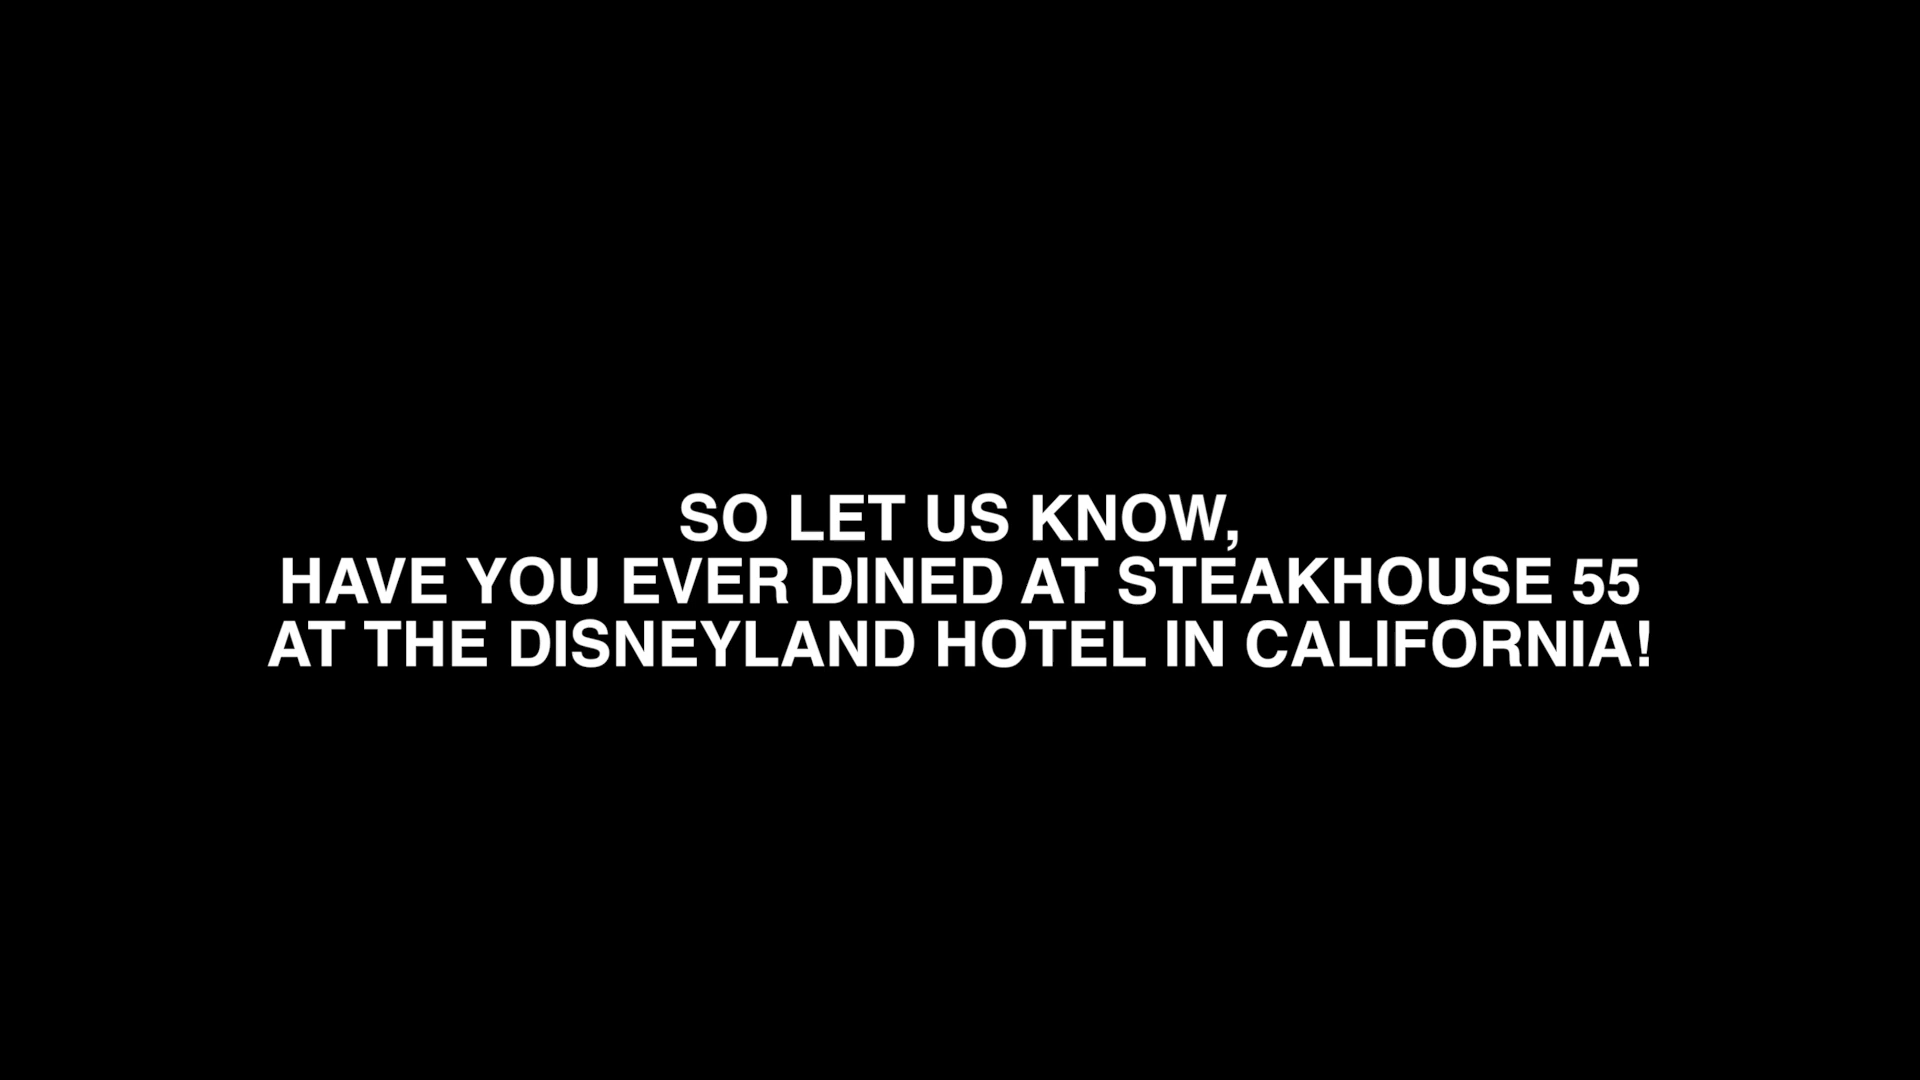 SO LET US KNOW,
HAVE YOU EVER DINED AT STEAKHOUSE 55
AT THE DISNEYLAND HOTEL IN CALIFORNIA!